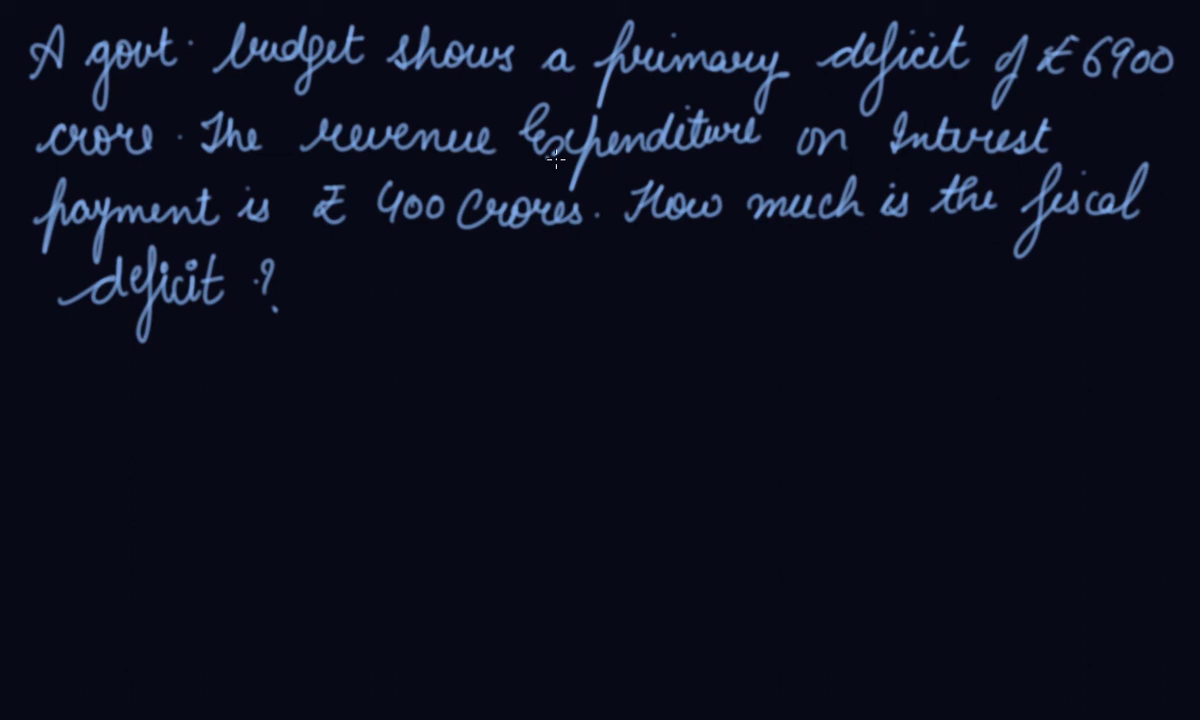 A govt. budget shows a primary deficit of ₹ 6900
crore. The revenue Expenditure on Interest
payment is ₹ 400 Crores. How much is the fiscal
deficit ?